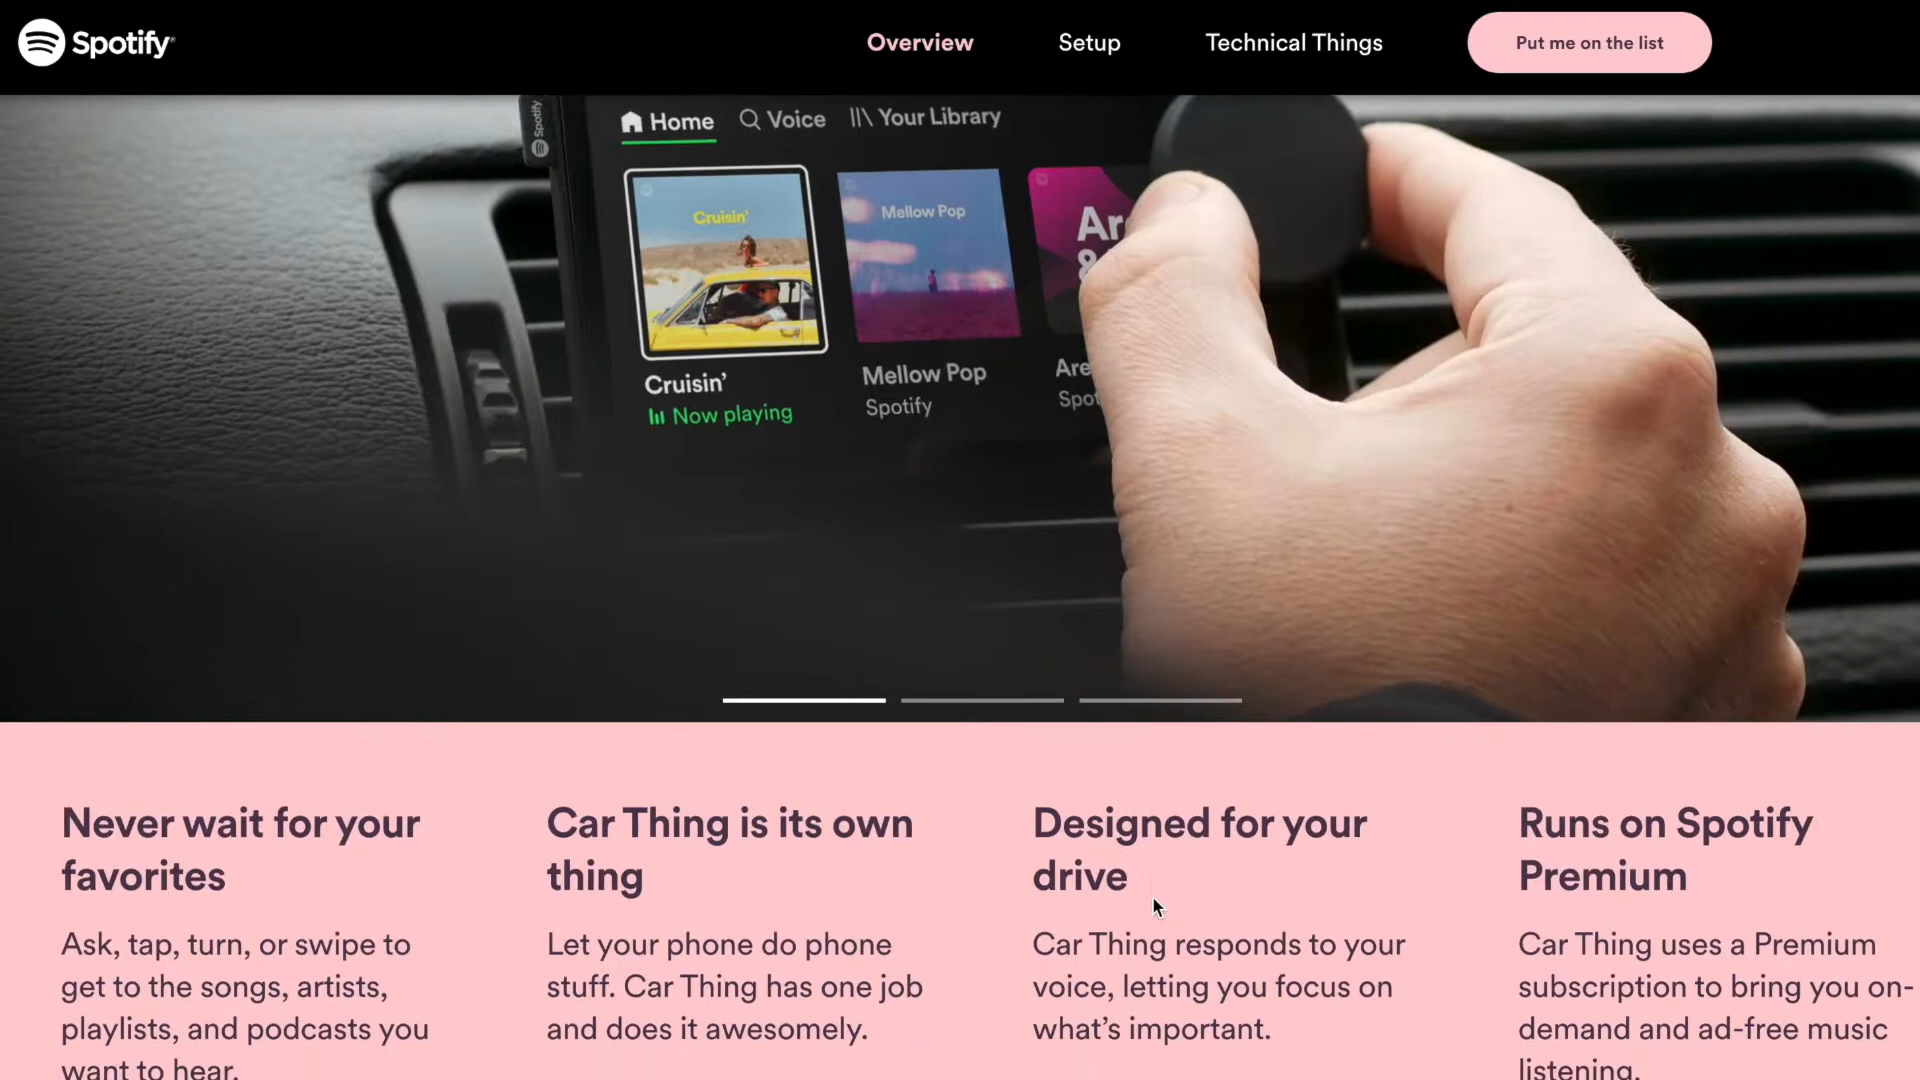 Spotify
Overview
Setup
Technical Things
Put me on the list
Spotify
Home
Voice
Your Library
Cruisin'
Mellow Pop
&
Cruisin’
Now playing
Mellow Pop
Spotify
Never wait for your
favorites
Ask, tap, turn, or swipe to
get to the songs, artists,
playlists, and podcasts you
want to hear.
Car Thing is its own
thing
Let your phone do phone
stuff. Car Thing has one job
and does it awesomely.
Designed for your
drive
Car Thing responds to your
voice, letting you focus on
what’s important.
Runs on Spotify
Premium
Car Thing uses a Premium
subscription to bring you on-
demand and ad-free music
listening.